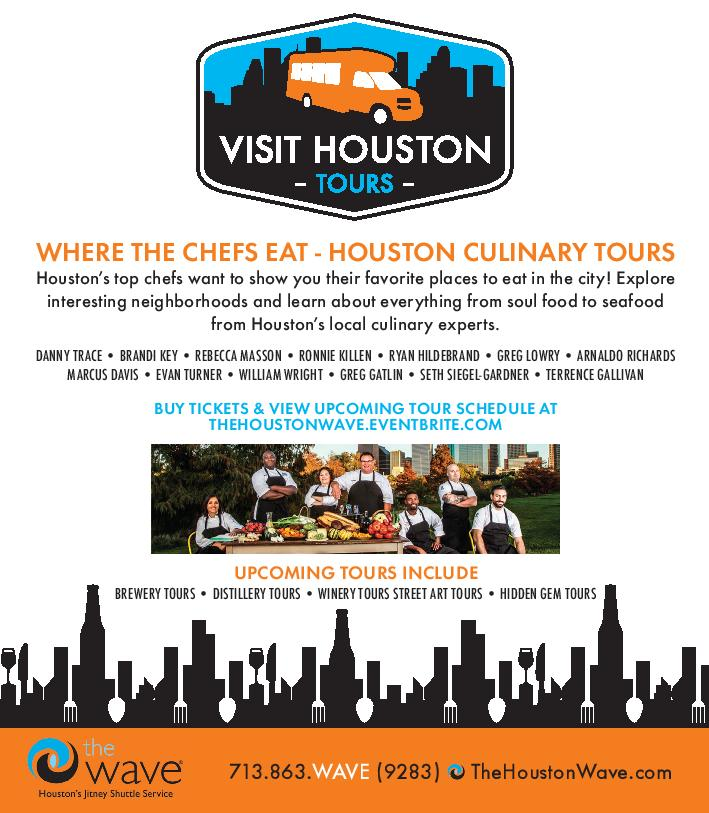 VISIT HOUSTON
– TOURS –
WHERE THE CHEFS EAT - HOUSTON CULINARY TOURS
Houston's top chefs want to show you their favorite places to eat in the city! Explore
interesting neighborhoods and learn about everything from soul food to seafood
from Houston's local culinary experts.
DANNY TRACE • BRANDI KEY • REBECCA MASSON • RONNIE KILLEN • RYAN HILDEBRAND • GREG LOWRY • ARNALDO RICHARDS
MARCUS DAVIS • EVAN TURNER • WILLIAM WRIGHT • GREG GATLIN • SETH SIEGEL-GARDNER • TERRENCE GALLIVAN
BUY TICKETS & VIEW UPCOMING TOUR SCHEDULE AT
THEHOUSTONWAVE.EVENTBRITE.COM
UPCOMING TOURS INCLUDE
BREWERY TOURS • DISTILLERY TOURS • WINERY TOURS STREET ART TOURS • HIDDEN GEM TOURS
the
wave®
Houston's Jitney Shuttle Service
713.863.WAVE (9283) TheHoustonWave.com